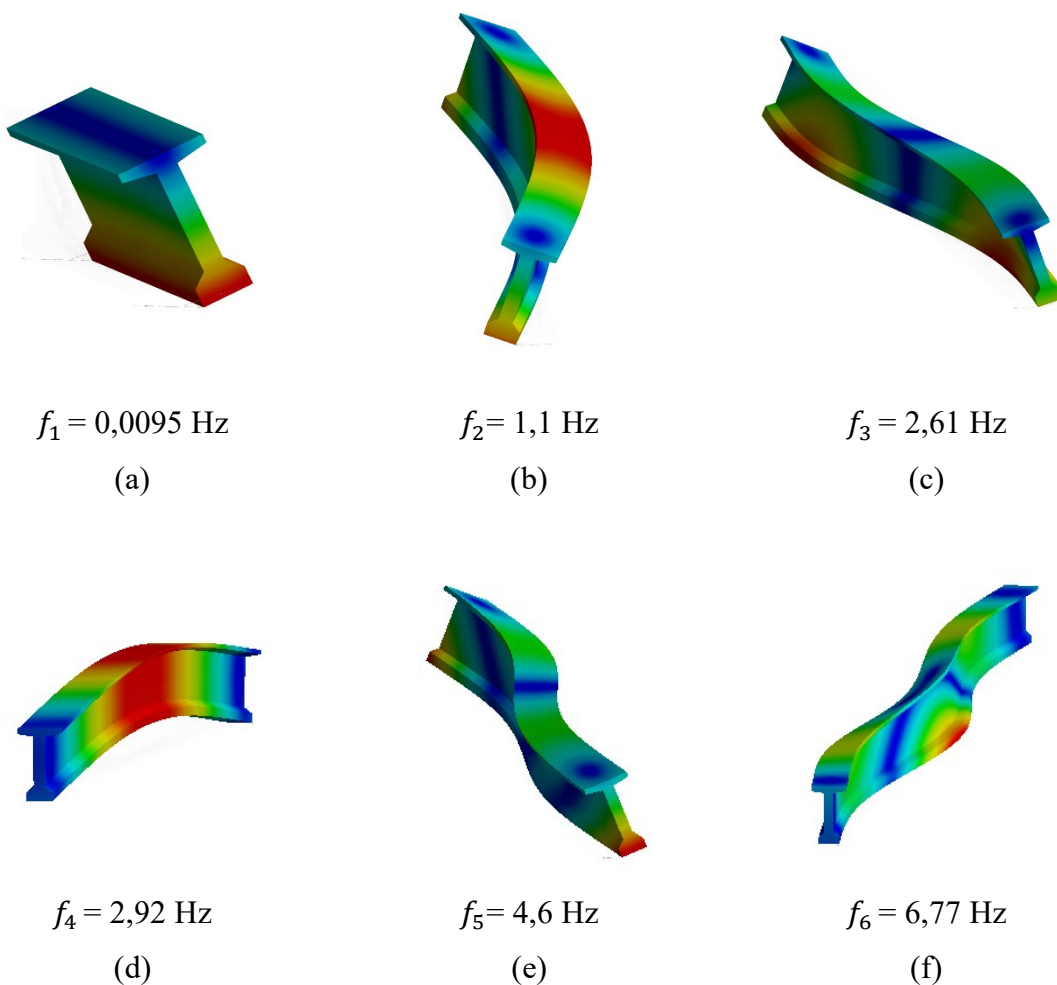 f₁ = 0,0095 Hz
f₂= 1,1 Hz
f₃ = 2,61 Hz
(a)
(b)
(c)
f₄ = 2,92 Hz
f₅ = 4,6 Hz
f₆ = 6,77 Hz
(d)
(e)
(f)